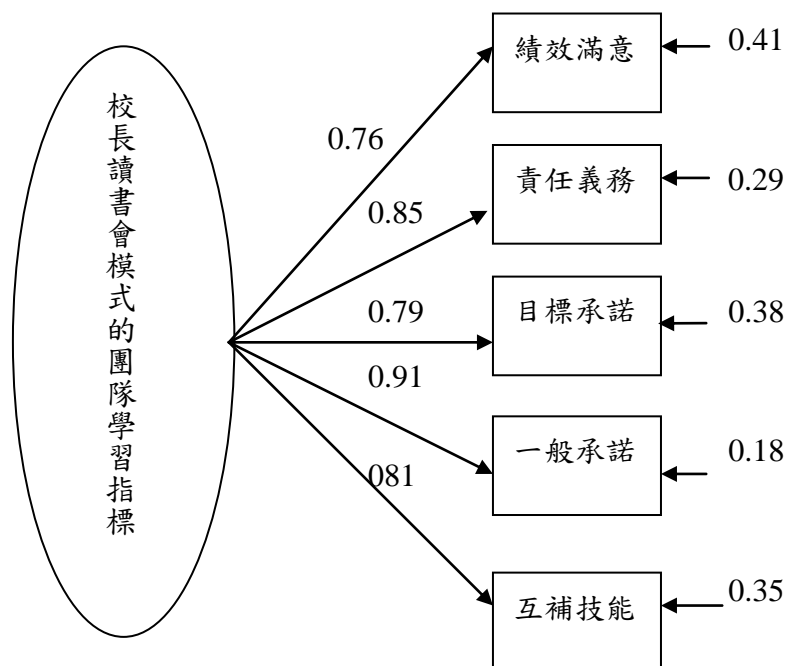 校長讀書會模式的團隊學習指標
績效滿意
責任義務
目標承諾
一般承諾
互補技能
0.76
0.85
0.79
0.91
081
0.41
0.29
0.38
0.18
0.35